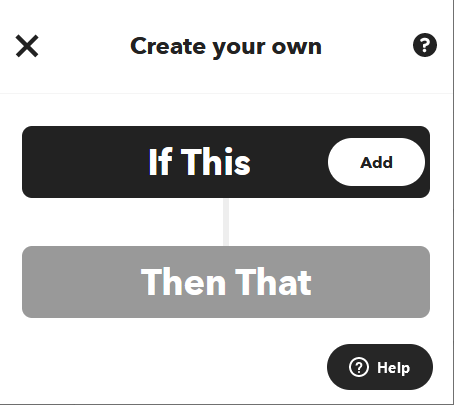 Create your own
?
If This
Add
Then That
? Help